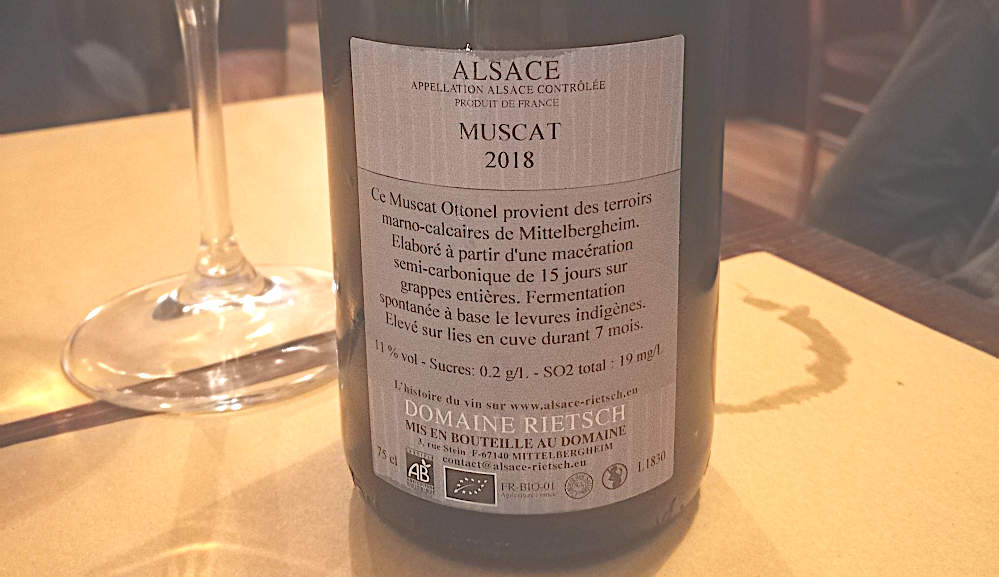 ALSACE
APPELLATION ALSACE CONTRÔLÉE
PRODUIT DE FRANCE
MUSCAT
2018
Ce Muscat Ottonel provient des terroirs
marno-calcaires de Mittelbergheim.
Elaboré à partir d'une macération
semi-carbonique de 15 jours sur
grappes entières. Fermentation
spontanée à base le levures indigènes.
Elevé sur lies en cuve durant 7 mois.
11 % vol - Sucres: 0.2 g/l. - SO2 total : 19 mg/L
L'histoire du vin sur www.alsace-rietsch.eu
DOMAINE RIETSCH
MIS EN BOUTEILLE AU DOMAINE
3, rue Stein F-67140 MITTELBERGHEIM
contact@alsace-rietsch.eu
75 cl
AB
FR-BIO-01
Agriculture France
L1830